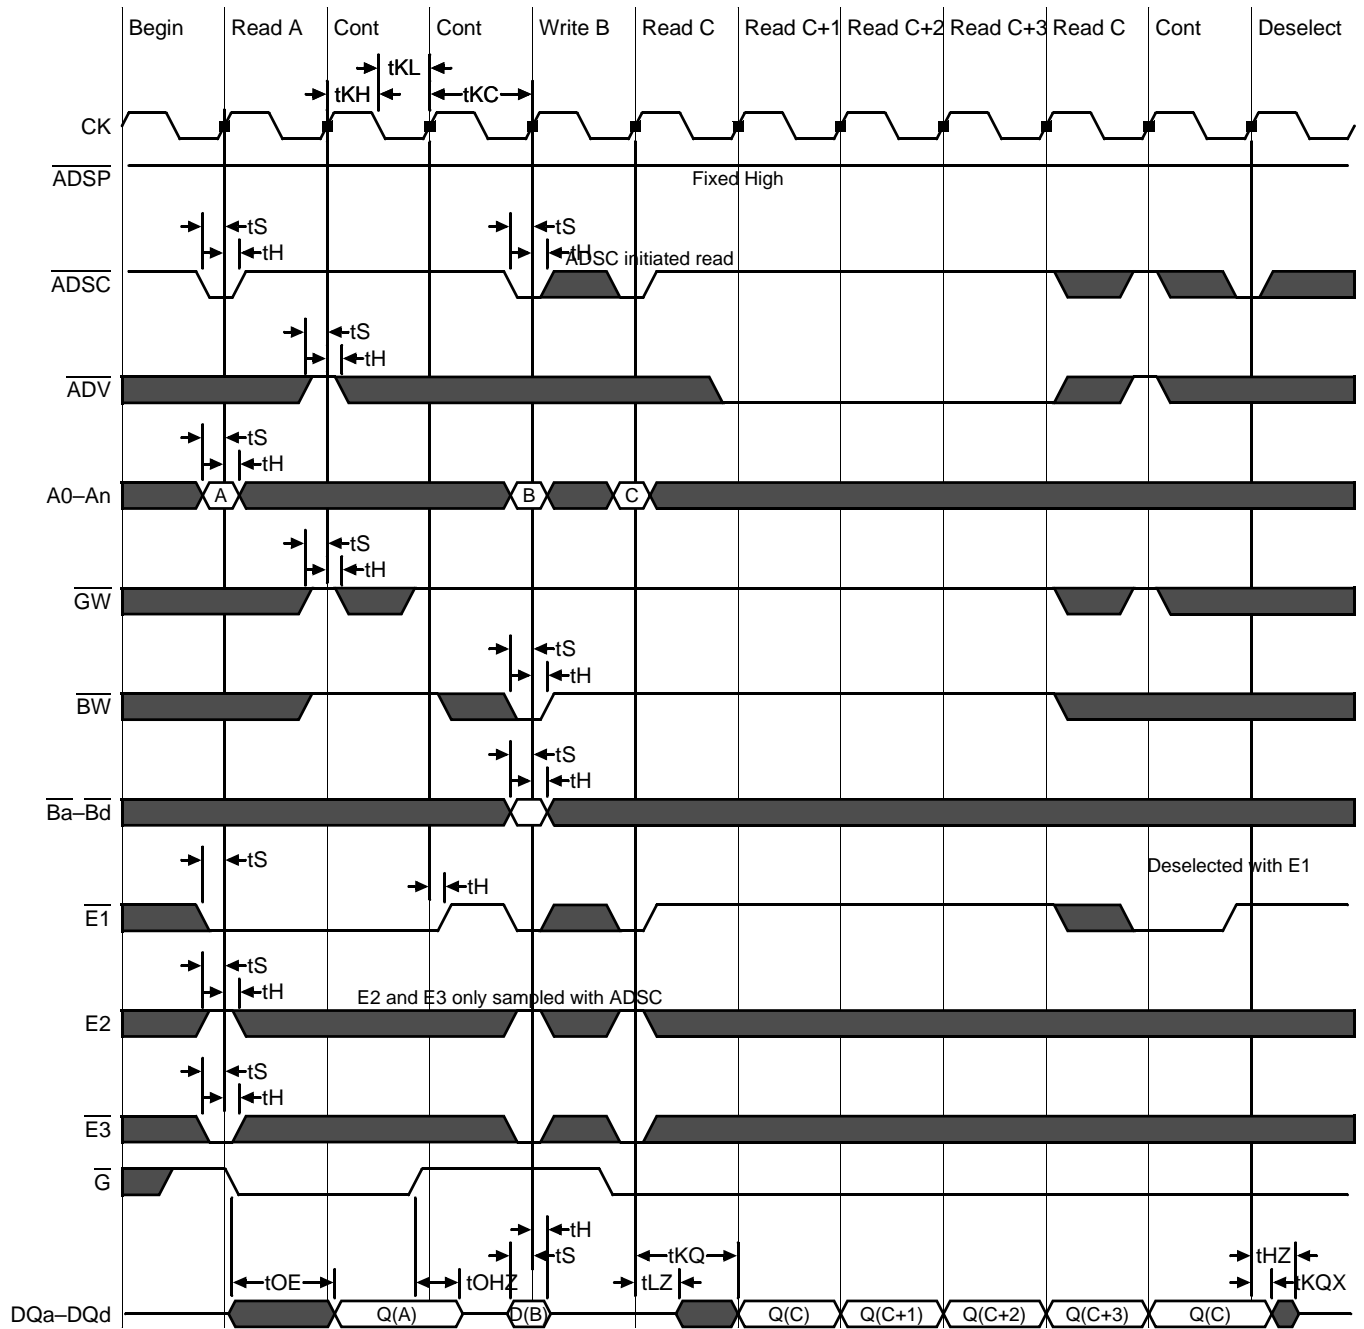 Begin Read A Cont Cont Write B Read C Read C+1 Read C+2 Read C+3 Read C Cont Deselect
tKL
tKH tKC
CK
ADSP
Fixed High
tS tS
tH tH
ADSC initiated read
ADSC
tS
tH
ADV
tS
tH
A0–An A B C
tS
tH
GW
tS
tH
BW
tS
tH
Ba–Bd
tS Deselected with E1
tH
E1
tS
tH
E2 and E3 only sampled with ADSC
E2
tS
tH
E3
G
tH
tS tKQ tHZ
tOE tOHZ tLZ tKQX
DQa–DQd Q(A) D(B) Q(C) Q(C+1) Q(C+2) Q(C+3) Q(C)